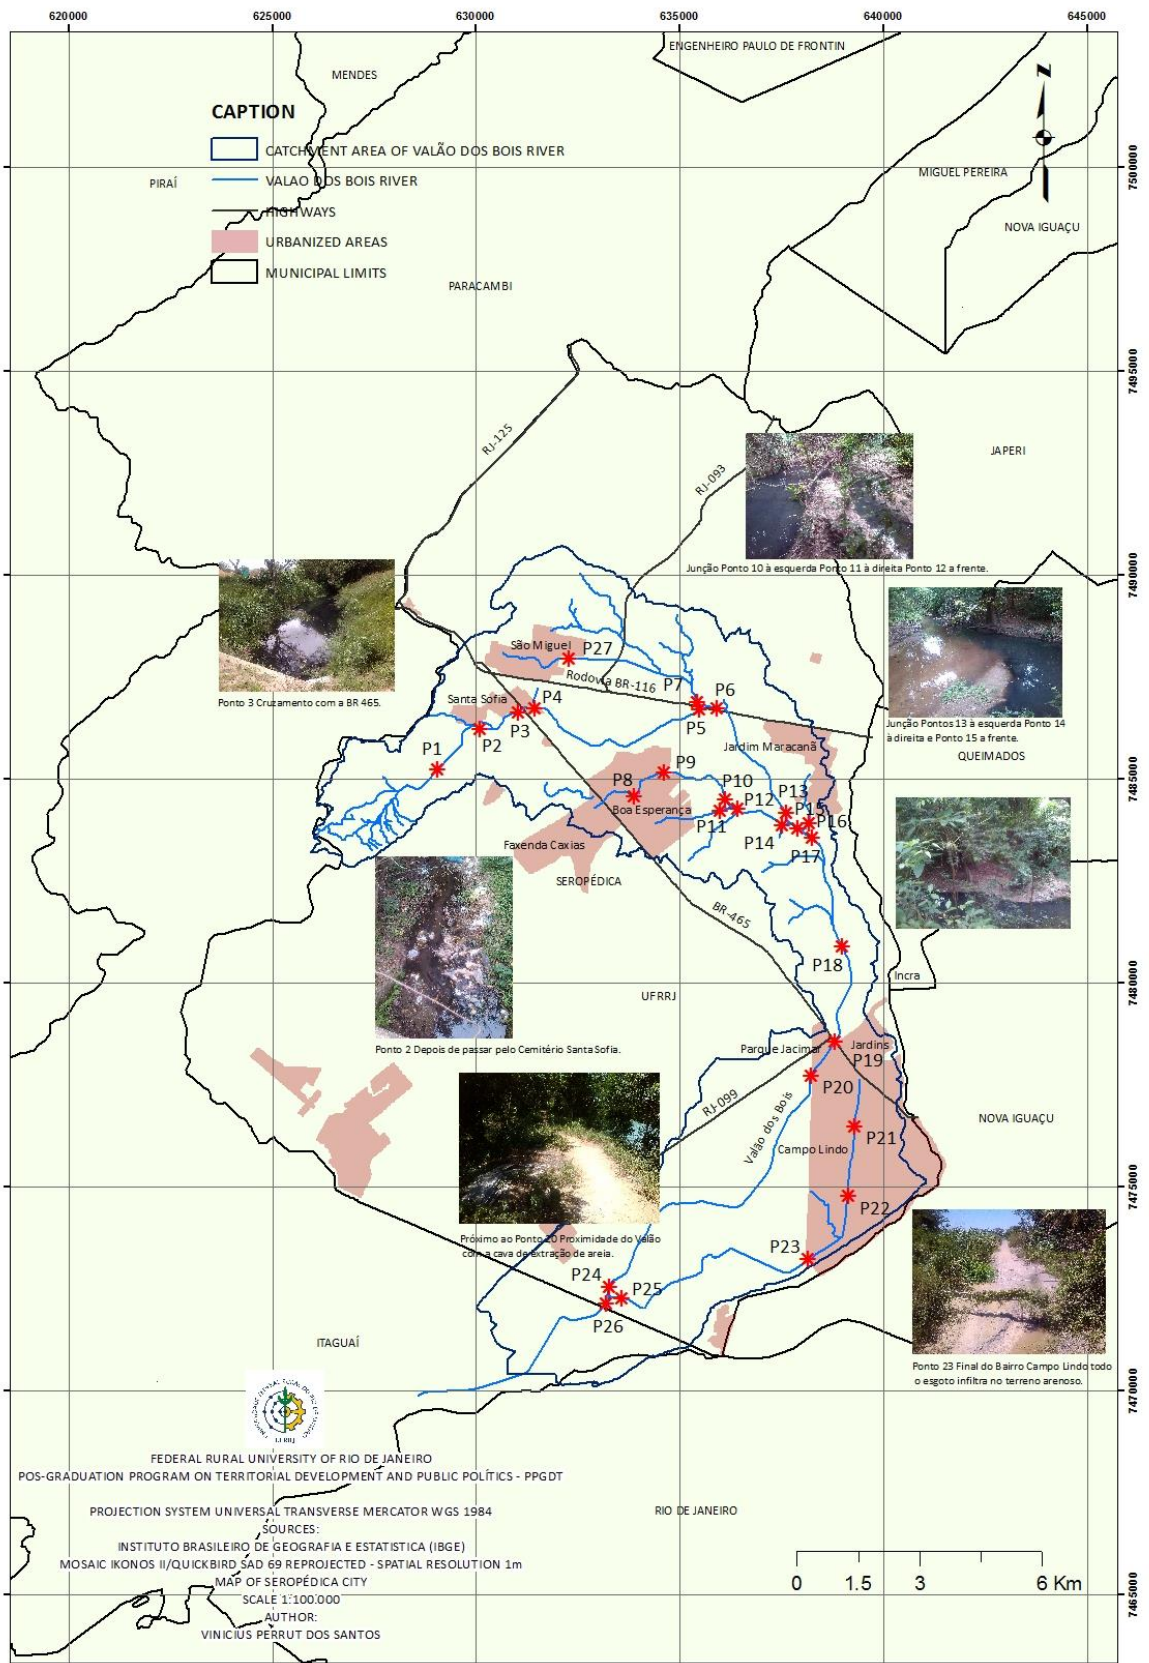 620000
625000
630000
635000
640000
645000
ENGENHEIRO PAULO DE FRONTIN
MENDES
Z
CAPTION
CATCHMENT AREA OF VALÃO DOS BOIS RIVER
VALAO DOS BOIS RIVER
HIGHWAYS
URBANIZED AREAS
MUNICIPAL LIMITS
PIRAÍ
MIGUEL PEREIRA
NOVA IGUAÇU
PARACAMBI
7500000
7495000
7490000
7485000
7480000
7475000
7470000
7465000
RJ-125
RJ-093
JAPERI
Junção Ponto 10 à esquerda Ponto 11 à direita Ponto 12 a frente.
Ponto 3 Cruzamento com a BR 465.
São Miguel
P27
Rodovia BR-116
P7
P6
P5
Santa Sofia
P4
P3
P2
P1
Junção Pontos 13 à esquerda Ponto 14
à direita e Ponto 15 a frente.
QUEIMADOS
Jardim Maracanã
P9
P8
P10
P12
P13
P15
P16
P11
P14
P17
Boa Esperança
Faxenda Caxias
SEROPÉDICA
BR-465
P18
Incra
UFRRJ
Ponto 2 Depois de passar pelo Cemitério Santa Sofia.
Parque Jacimar
Jardins
P19
P20
RJ-099
Valão dos Bois
Campo Lindo
P21
NOVA IGUAÇU
P22
P23
Próximo ao Ponto 20 Proximidade do Valão
com a cava de extração de areia.
P24
P25
P26
ITAGUAÍ
Ponto 23 Final do Bairro Campo Lindo todo
o esgoto infiltra no terreno arenoso.
FEDERAL RURAL UNIVERSITY OF RIO DE JANEIRO
POS-GRADUATION PROGRAM ON TERRITORIAL DEVELOPMENT AND PUBLIC POLÍTICS - PPGDT
PROJECTION SYSTEM UNIVERSAL TRANSVERSE MERCATOR WGS 1984
SOURCES:
INSTITUTO BRASILEIRO DE GEOGRAFIA E ESTATISTICA (IBGE)
MOSAIC IKONOS II/QUICKBIRD SAD 69 REPROJECTED - SPATIAL RESOLUTION 1m
MAP OF SEROPÉDICA CITY
SCALE 1:100.000
AUTHOR:
VINICIUS PERRUT DOS SANTOS
RIO DE JANEIRO
0 1.5 3 6 Km